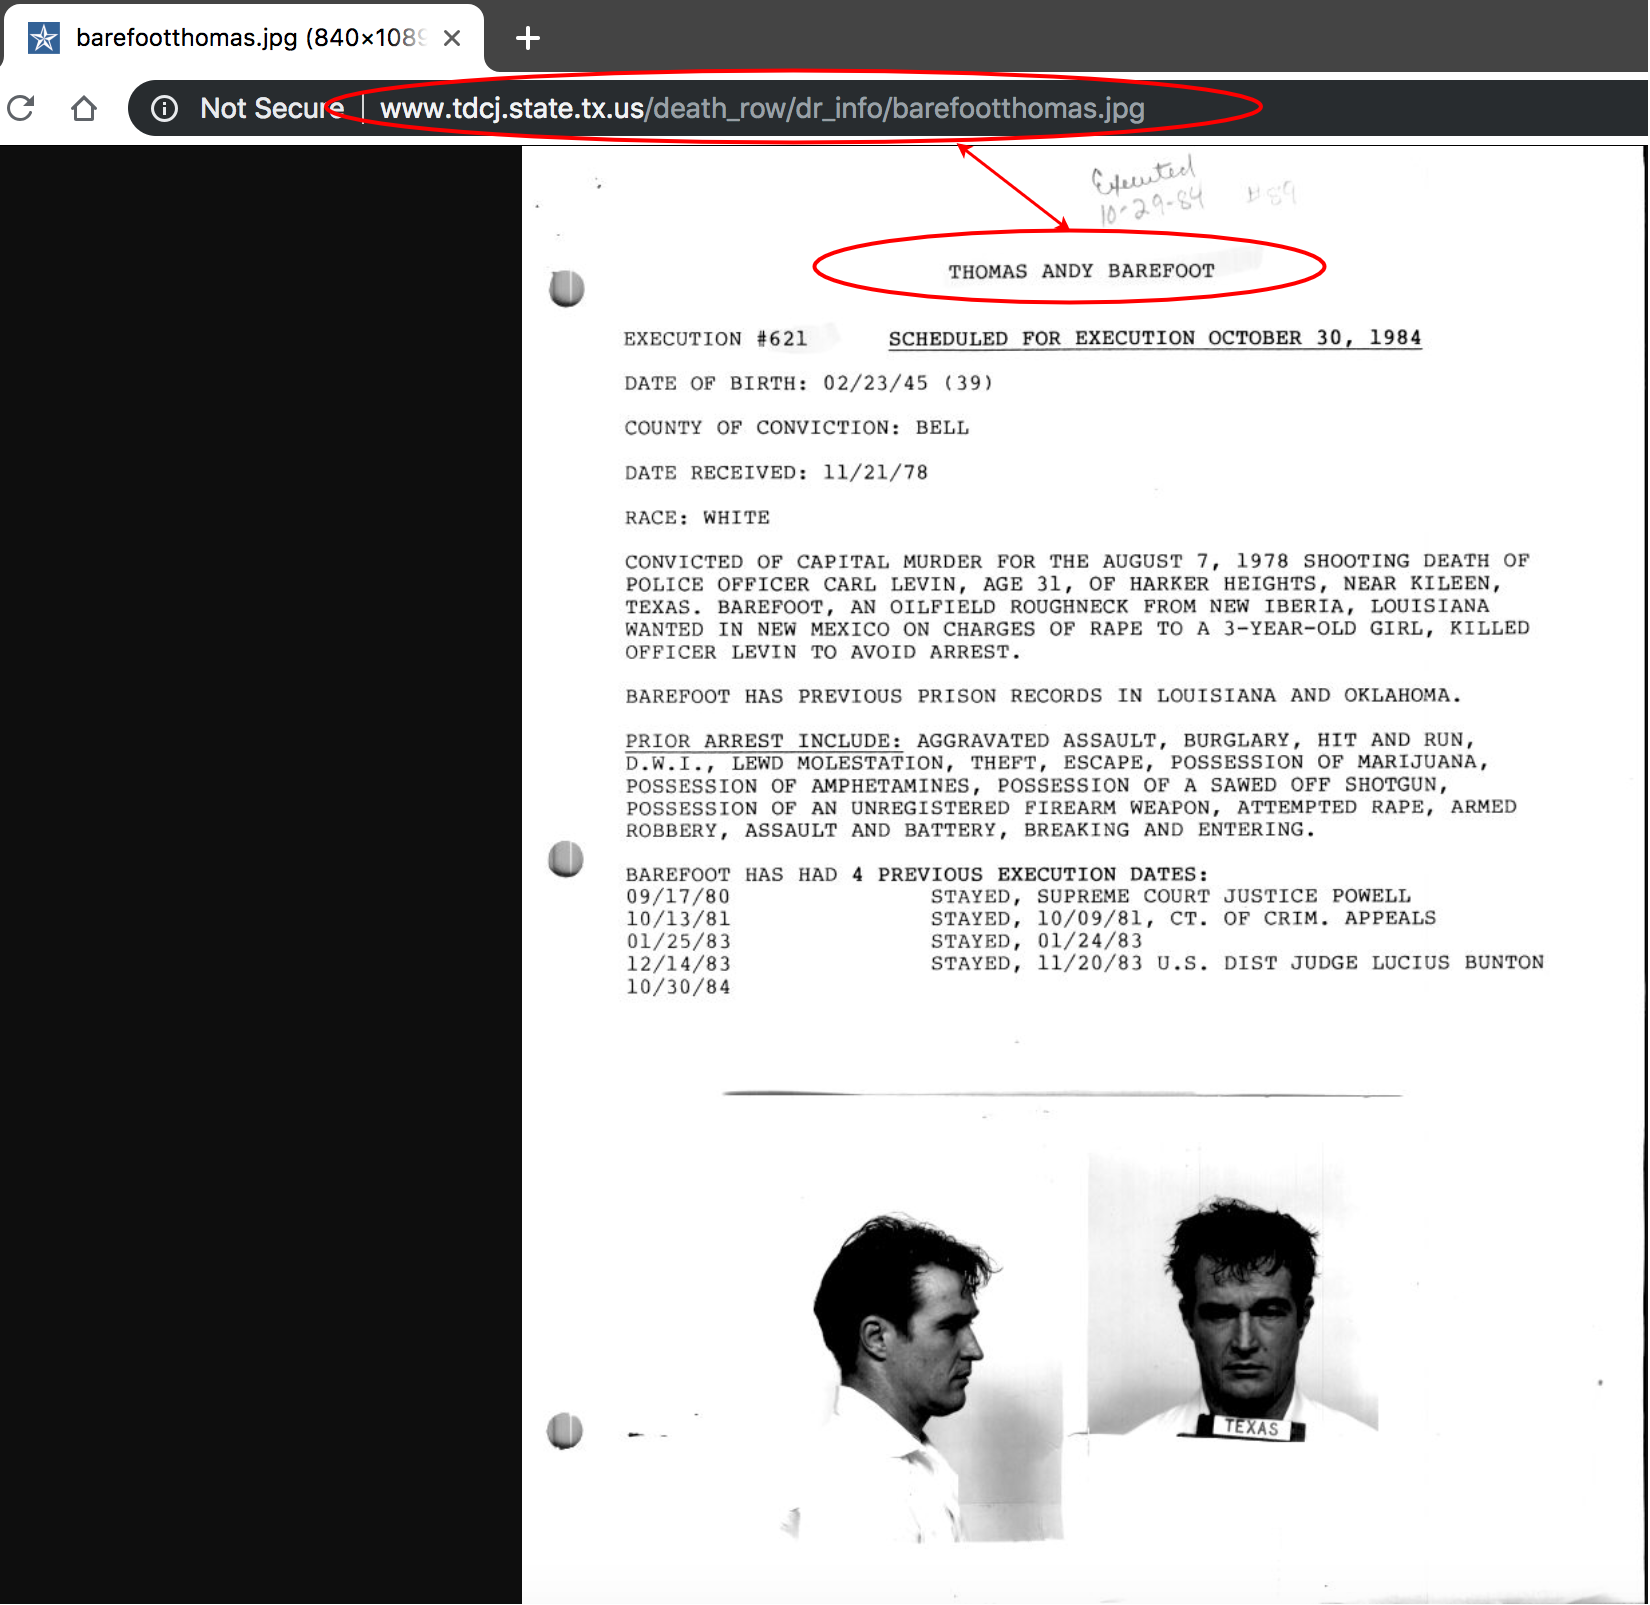 barefootthomas.jpg (840×1089
Not Secure | www.tdcj.state.tx.us/death_row/dr_info/barefootthomas.jpg
Executed
10-29-84 #59
THOMAS ANDY BAREFOOT
EXECUTION #621 SCHEDULED FOR EXECUTION OCTOBER 30, 1984
DATE OF BIRTH: 02/23/45 (39)
COUNTY OF CONVICTION: BELL
DATE RECEIVED: 11/21/78
RACE: WHITE
CONVICTED OF CAPITAL MURDER FOR THE AUGUST 7, 1978 SHOOTING DEATH OF
POLICE OFFICER CARL LEVIN, AGE 31, OF HARKER HEIGHTS, NEAR KILEEN,
TEXAS. BAREFOOT, AN OILFIELD ROUGHNECK FROM NEW IBERIA, LOUISIANA
WANTED IN NEW MEXICO ON CHARGES OF RAPE TO A 3-YEAR-OLD GIRL, KILLED
OFFICER LEVIN TO AVOID ARREST.
BAREFOOT HAS PREVIOUS PRISON RECORDS IN LOUISIANA AND OKLAHOMA.
PRIOR ARREST INCLUDE: AGGRAVATED ASSAULT, BURGLARY, HIT AND RUN,
D.W.I., LEWD MOLESTATION, THEFT, ESCAPE, POSSESSION OF MARIJUANA,
POSSESSION OF AMPHETAMINES, POSSESSION OF A SAWED OFF SHOTGUN,
POSSESSION OF AN UNREGISTERED FIREARM WEAPON, ATTEMPTED RAPE, ARMED
ROBBERY, ASSAULT AND BATTERY, BREAKING AND ENTERING.
BAREFOOT HAS HAD 4 PREVIOUS EXECUTION DATES:
09/17/80 STAYED, SUPREME COURT JUSTICE POWELL
10/13/81 STAYED, 10/09/81, CT. OF CRIM. APPEALS
01/25/83 STAYED, 01/24/83
12/14/83 STAYED, 11/20/83 U.S. DIST JUDGE LUCIUS BUNTON
10/30/84
TEXAS